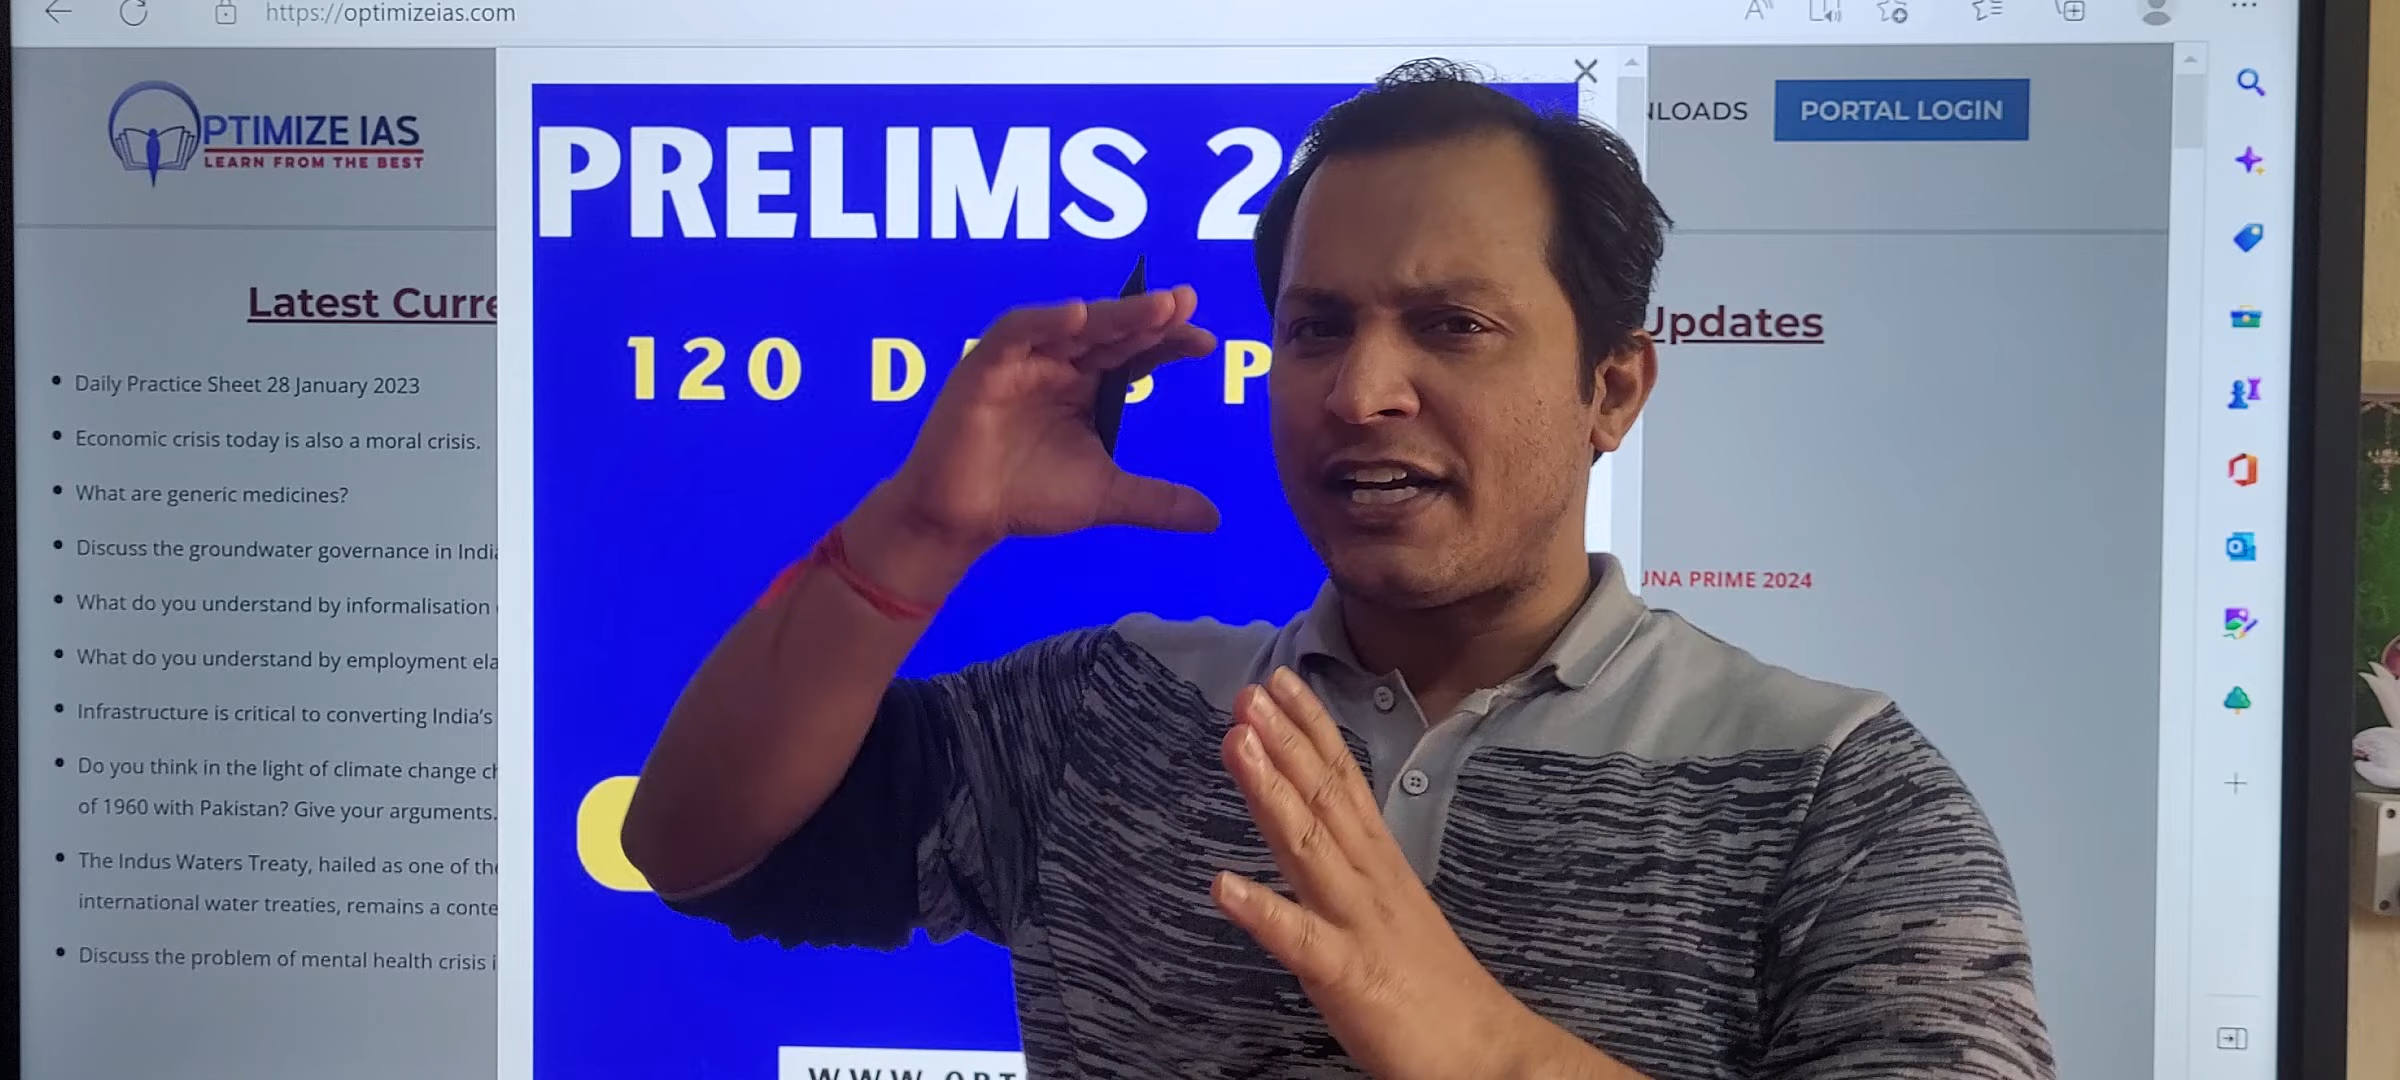 https://optimizeias.com
PTIMIZE IAS
LEARN FROM THE BEST
PORTAL LOGIN
PRELIMS 2
120 D
P
Latest Curre
Updates
Daily Practice Sheet 28 January 2023
Economic crisis today is also a moral crisis.
What are generic medicines?
Discuss the groundwater governance in Indi
What do you understand by informalisation
What do you understand by employment ela
Infrastructure is critical to converting India's
Do you think in the light of climate change ch
of 1960 with Pakistan? Give your arguments.
The Indus Waters Treaty, hailed as one of the
international water treaties, remains a conte
Discuss the problem of mental health crisis i
NLOADS
UNA PRIME 2024
WWW.OPT